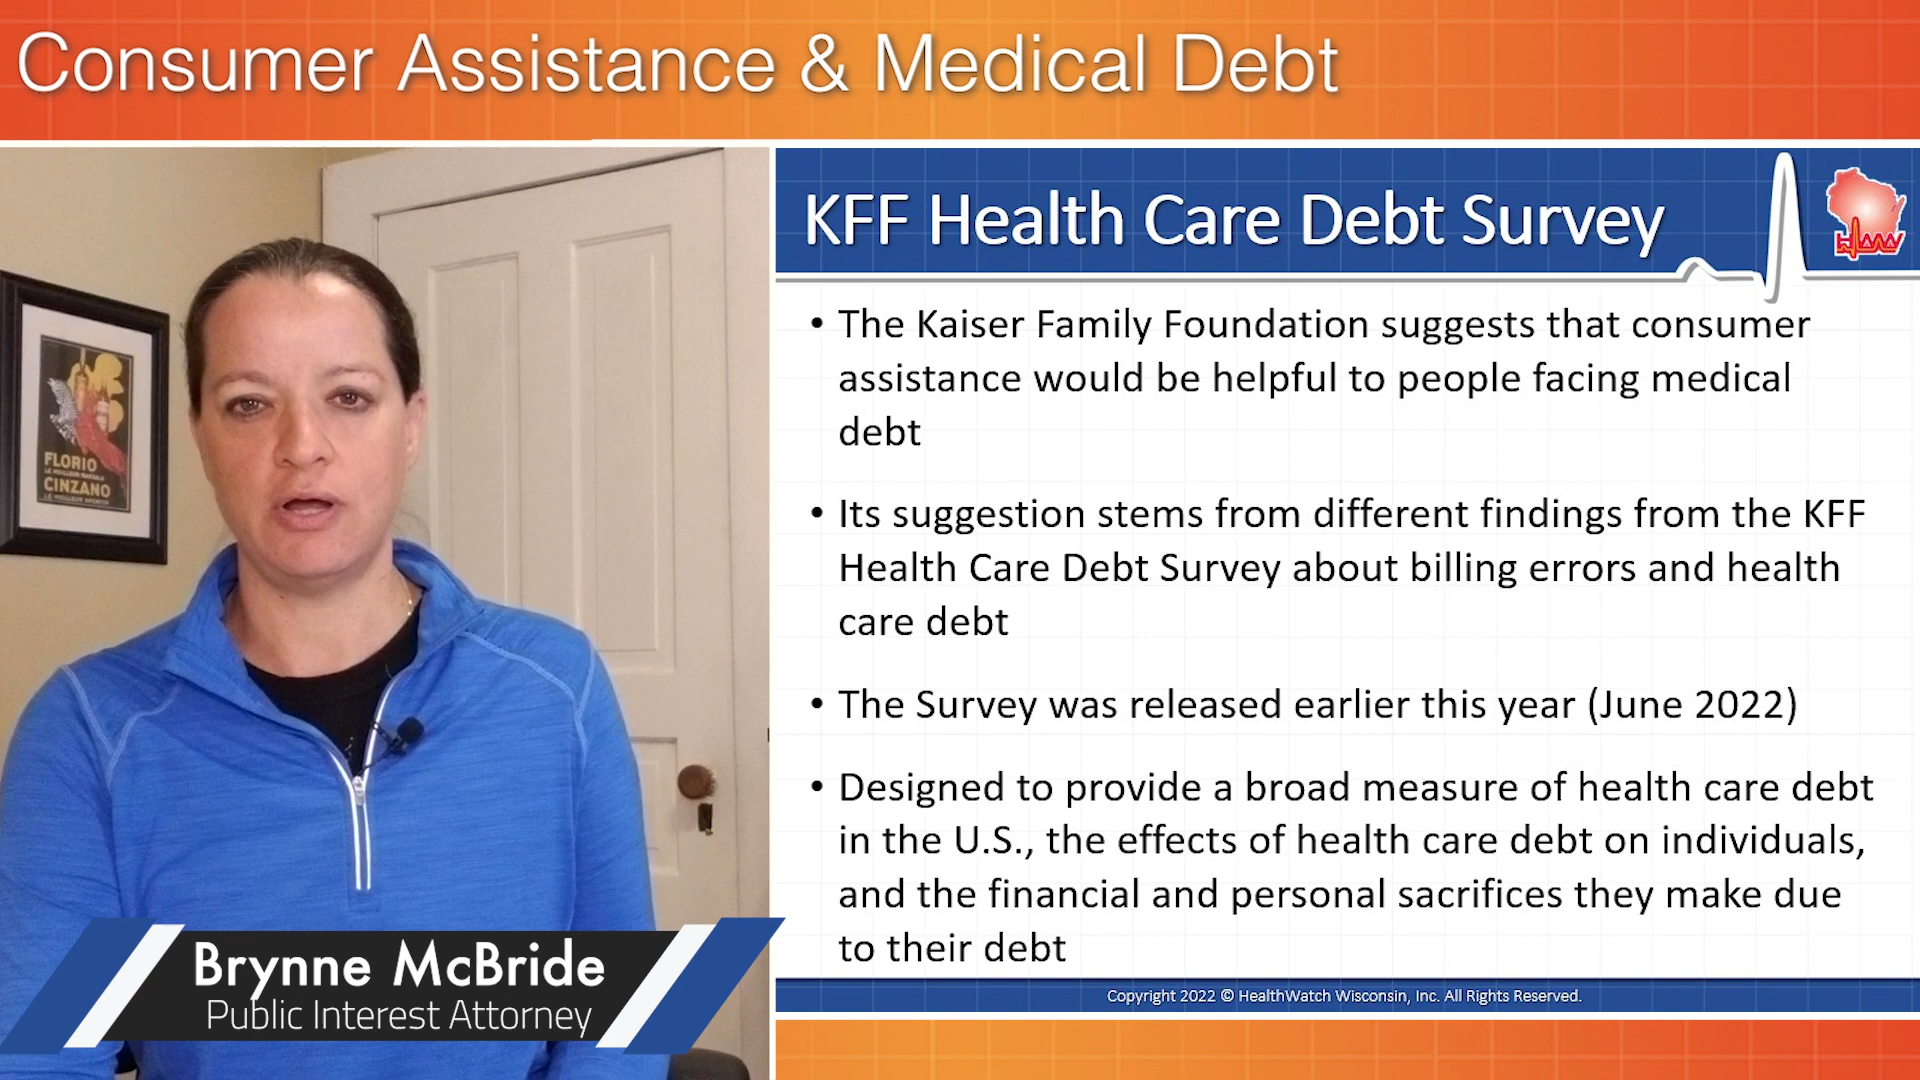 Consumer Assistance & Medical Debt
KFF Health Care Debt Survey
• The Kaiser Family Foundation suggests that consumer
assistance would be helpful to people facing medical
debt
• Its suggestion stems from different findings from the KFF
Health Care Debt Survey about billing errors and health
care debt
• The Survey was released earlier this year (June 2022)
• Designed to provide a broad measure of health care debt
in the U.S., the effects of health care debt on individuals,
and the financial and personal sacrifices they make due
to their debt
Copyright 2022 © HealthWatch Wisconsin, Inc. All Rights Reserved.
FLORIO
CINZANO
Brynne McBride
Public Interest Attorney